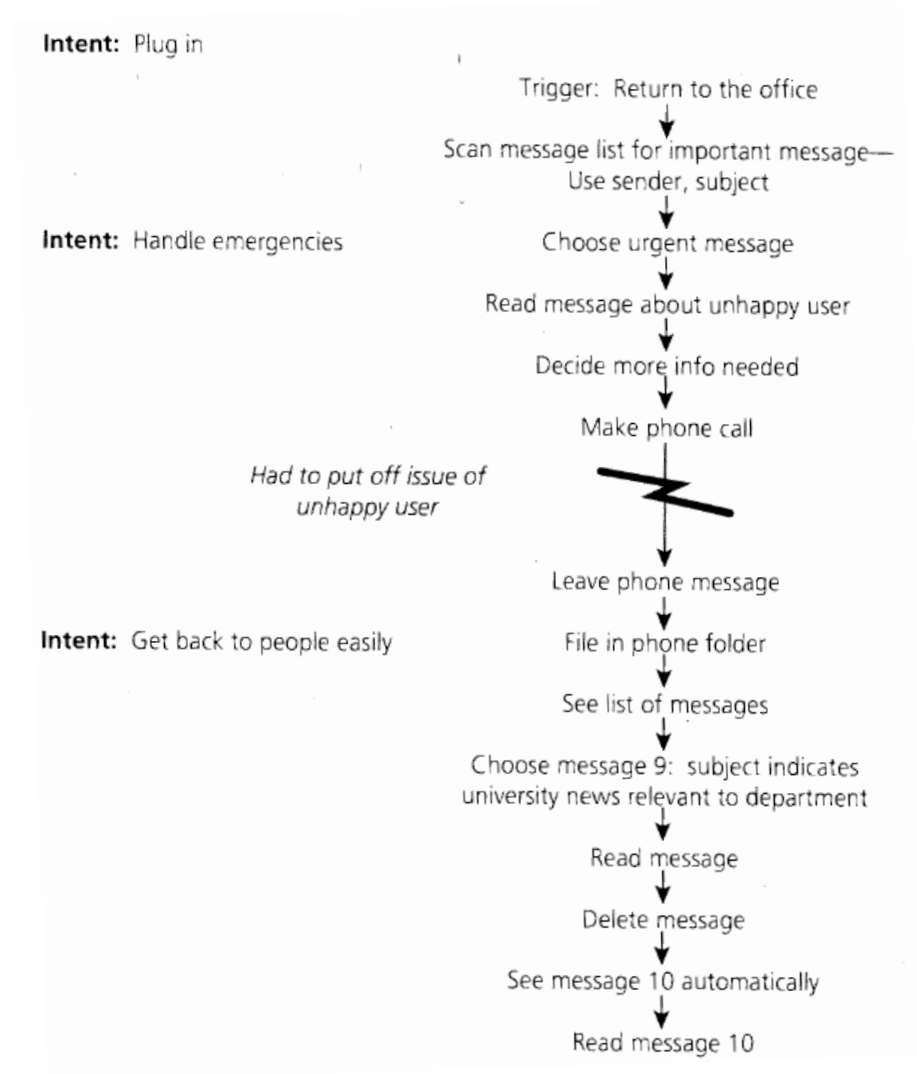 Intent: Plug in
Trigger: Return to the office
Scan message list for important message—
Use sender, subject
Intent: Handle emergencies
Choose urgent message
Read message about unhappy user
Decide more info needed
Make phone call
Had to put off issue of
unhappy user
Leave phone message
Intent: Get back to people easily
File in phone folder
See list of messages
Choose message 9: subject indicates
university news relevant to department
Read message
Delete message
See message 10 automatically
Read message 10